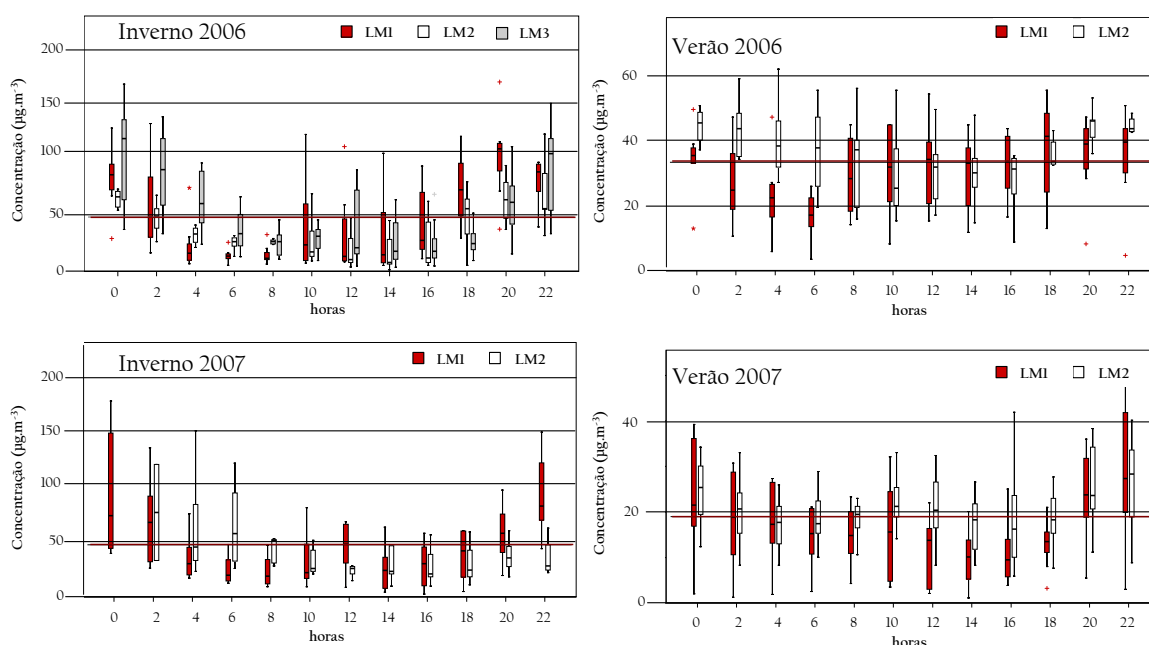 Inverno 2006
LM1 LM2 LM3
Concentração (µg.m⁻³)
200
150
100
50
0
0 2 4 6 8 10 12 14 16 18 20 22
horas
Verão 2006
LM1 LM2
Concentração (µg.m⁻³)
60
40
20
0
0 2 4 6 8 10 12 14 16 18 20 22
horas
Inverno 2007
LM1 LM2
Concentração (µg.m⁻³)
200
150
100
50
0
0 2 4 6 8 10 12 14 16 18 20 22
horas
Verão 2007
LM1 LM2
Concentração (µg.m⁻³)
40
20
0
0 2 4 6 8 10 12 14 16 18 20 22
horas